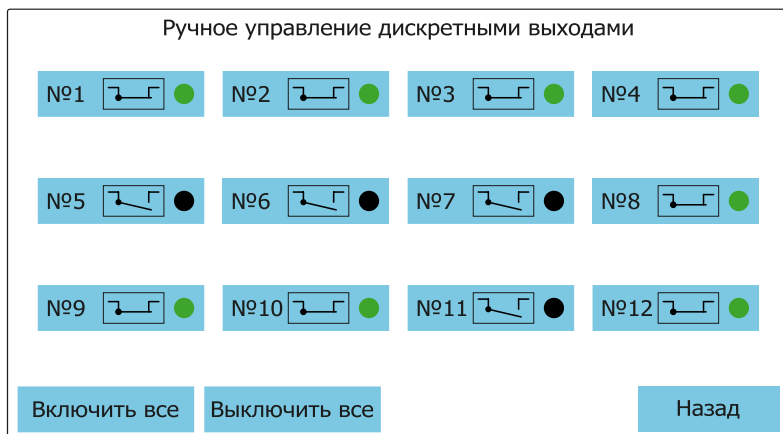 Ручное управление дискретными выходами
№1 №2 №3 №4
№5 №6 №7 №8
№9 №10 №11 №12
Включить все Выключить все Назад